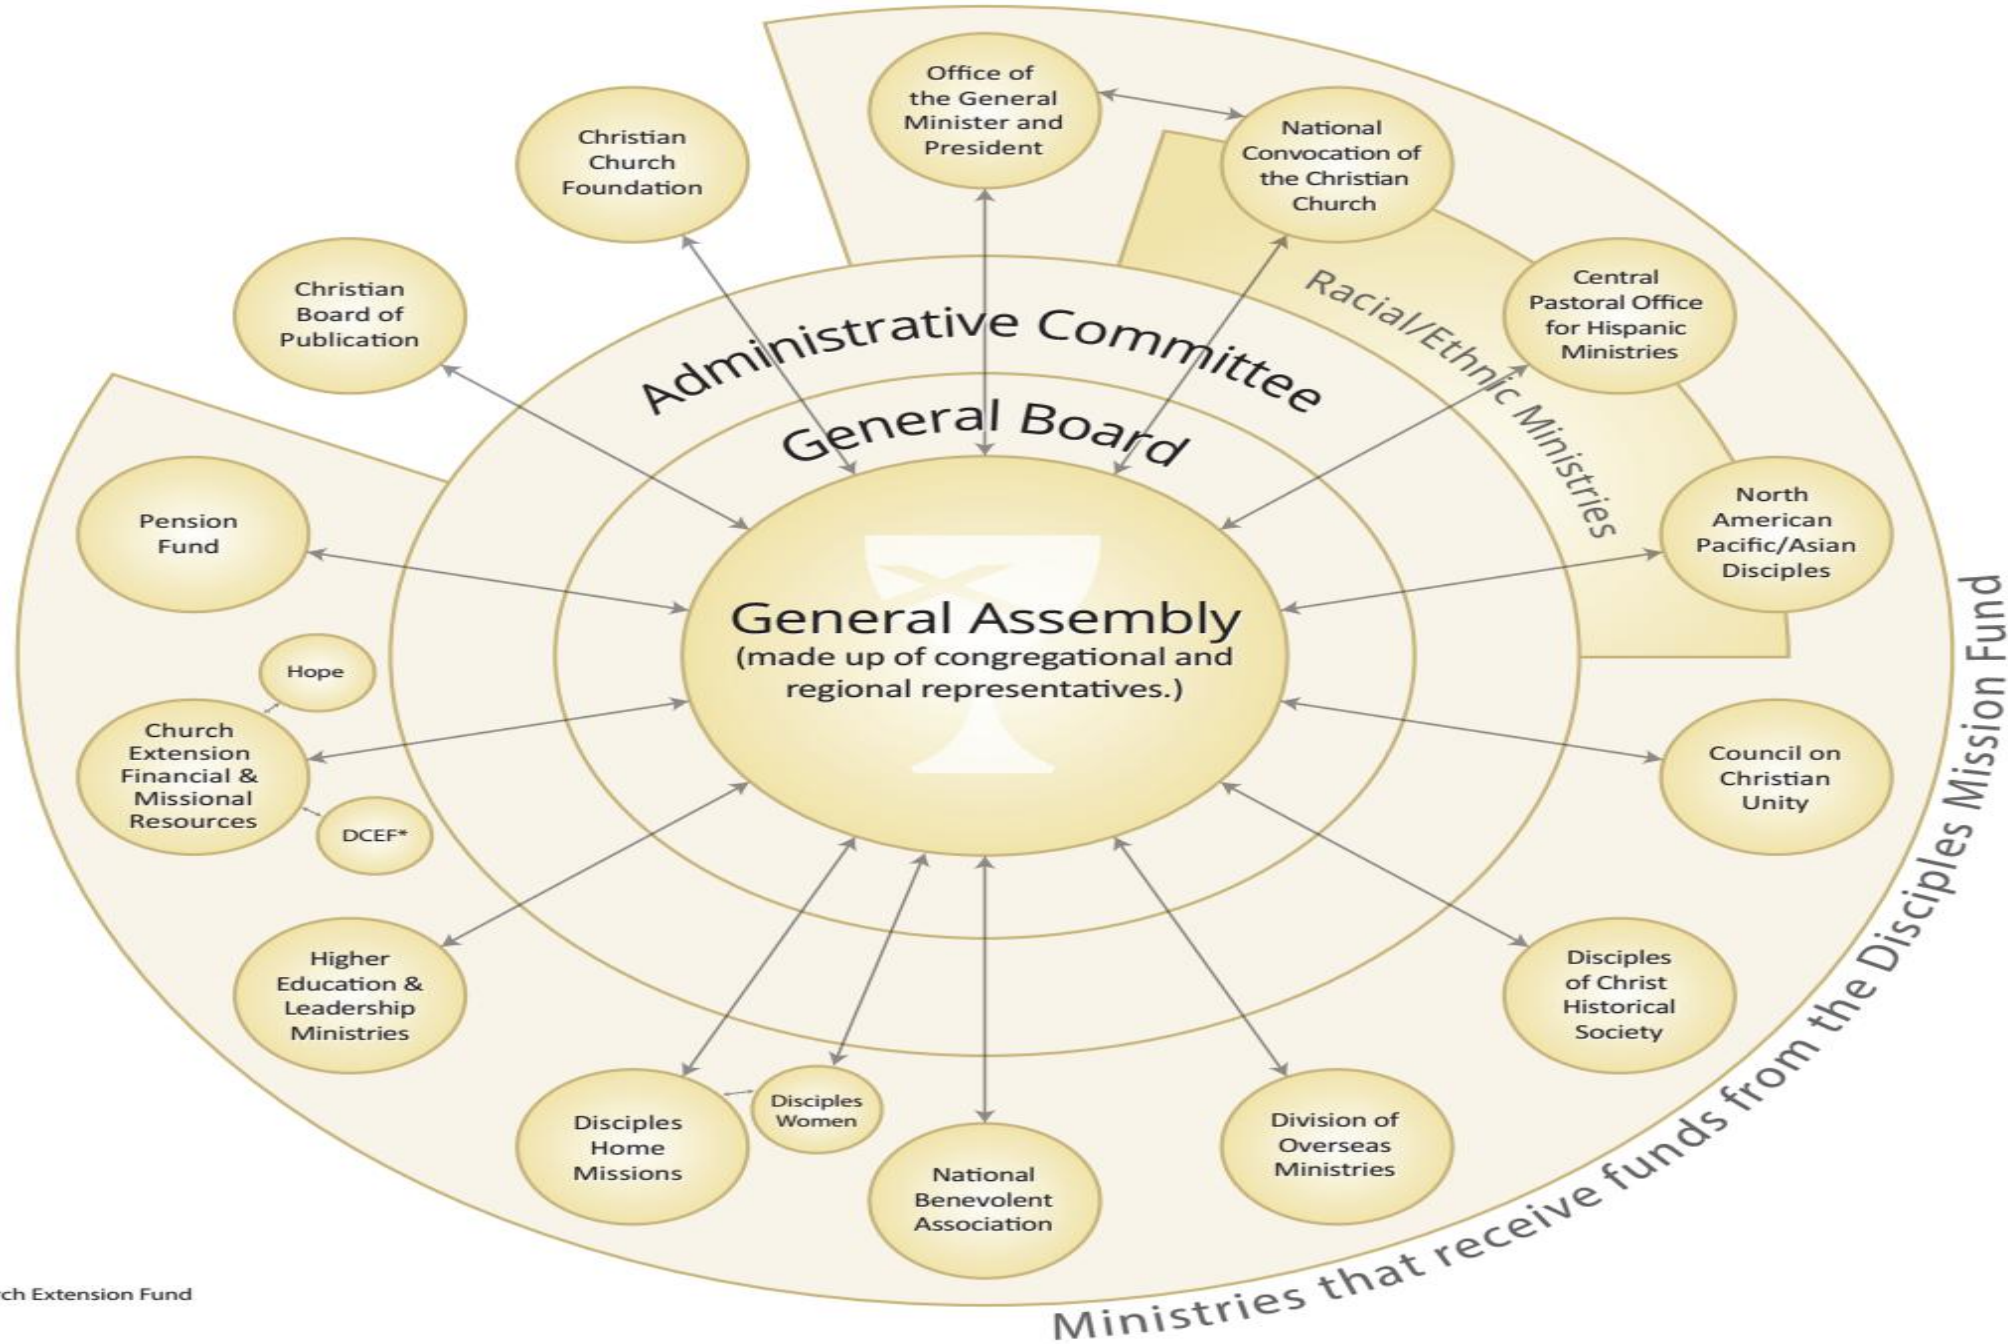 Office of
the General
Minister and
President
National
Convocation of
the Christian
Church
Christian
Church
Foundation
Christian
Board of
Publication
Central
Pastoral Office
for Hispanic
Ministries
Racial/Ethnic Ministries
Administrative Committee
General Board
North
American
Pacific/Asian
Disciples
Pension
Fund
General Assembly
(made up of congregational and
regional representatives.)
Hope
Church
Extension
Financial &
Missional
Resources
DCEF*
Council on
Christian
Unity
Higher
Education &
Leadership
Ministries
Disciples
of Christ
Historical
Society
Disciples
Home
Missions
Disciples
Women
National
Benevolent
Association
Division of
Overseas
Ministries
Ministries that receive funds from the Disciples Mission Fund
Extension Fund